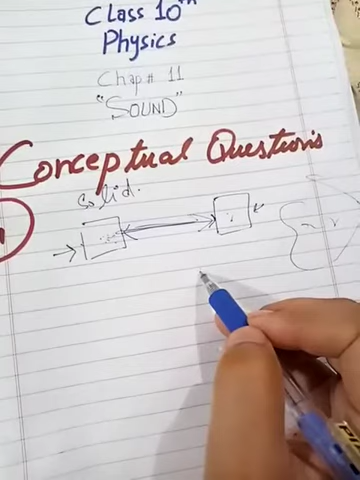 Class 10th
Physics
Chap # 11
"SOUND"
Conceptual Questions
solid.